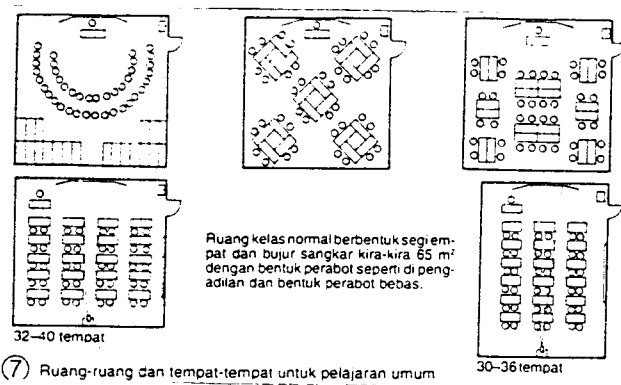 Ruang kelas normal berbentuk segi em-
pat dan bujur sangkar kira-kira 65 m²
dengan bentuk perabot seperti di peng-
adilan dan bentuk perabot bebas.
32–40 tempat
30–36 tempat
7 Ruang-ruang dan tempat-tempat untuk pelajaran umum